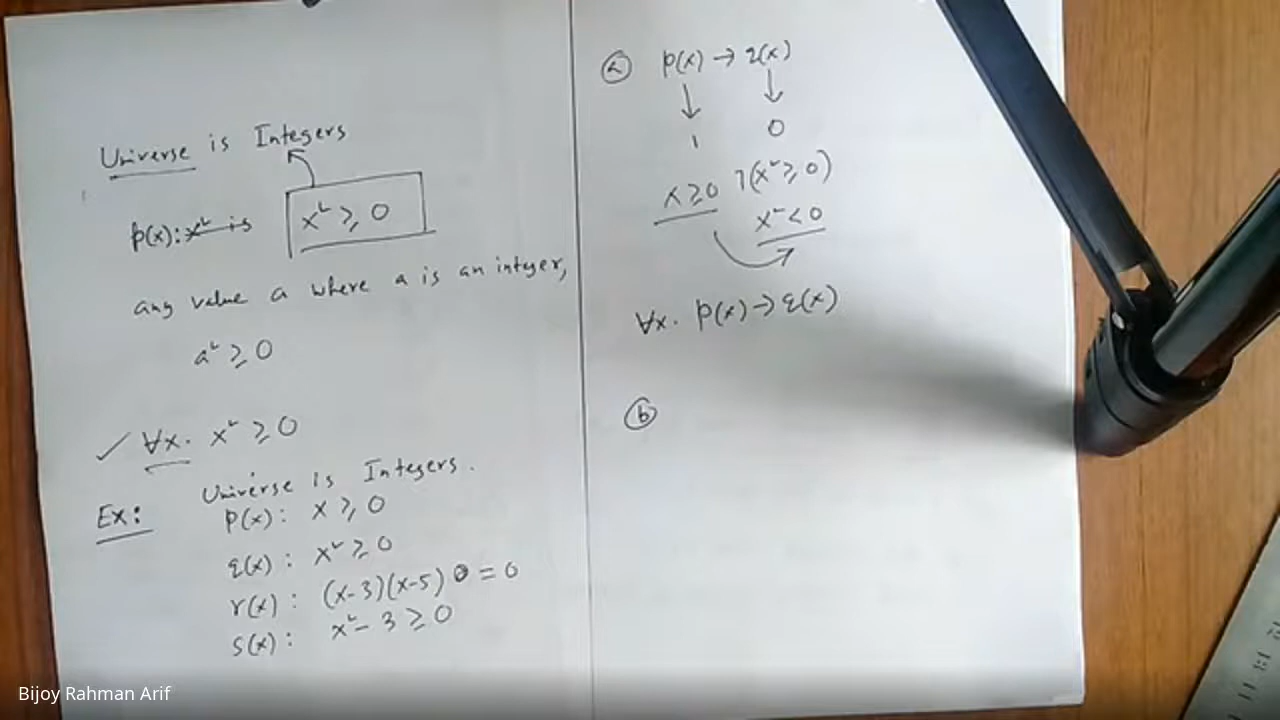 Universe is Integers
p(x): x² is x² ≥ 0
any value a where a is an integer,
a² ≥ 0
✓ ∀x. x² ≥ 0
Ex: Universe is Integers.
p(x): x ≥ 0
q(x): x² ≥ 0
r(x): (x-3)(x-5) = 0
s(x): x² - 3 ≥ 0
(a) p(x) → q(x)
↓ ↓
1 0
x ≥ 0 ¬(x² ≥ 0)
x² < 0
∀x. p(x) → q(x)
(b)
Bijoy Rahman Arif